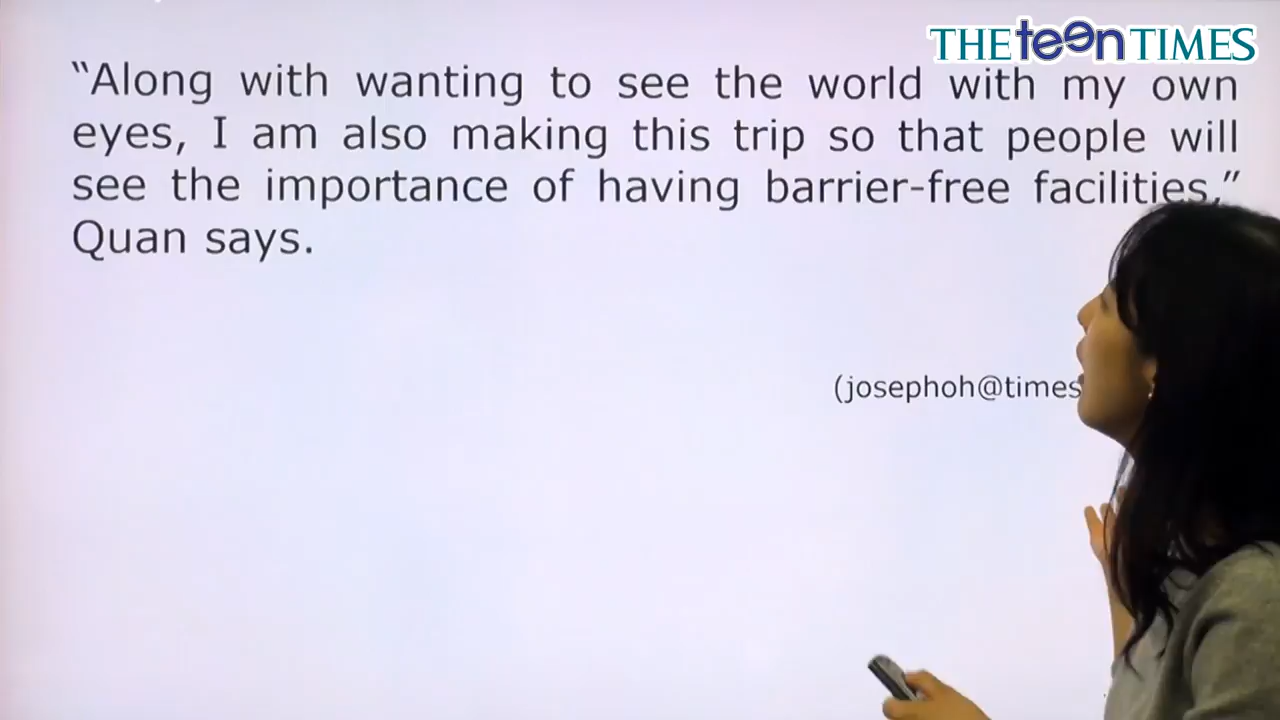 THE teen TIMES
“Along with wanting to see the world with my own
eyes, I am also making this trip so that people will
see the importance of having barrier-free facilities,”
Quan says.
(josephoh@times